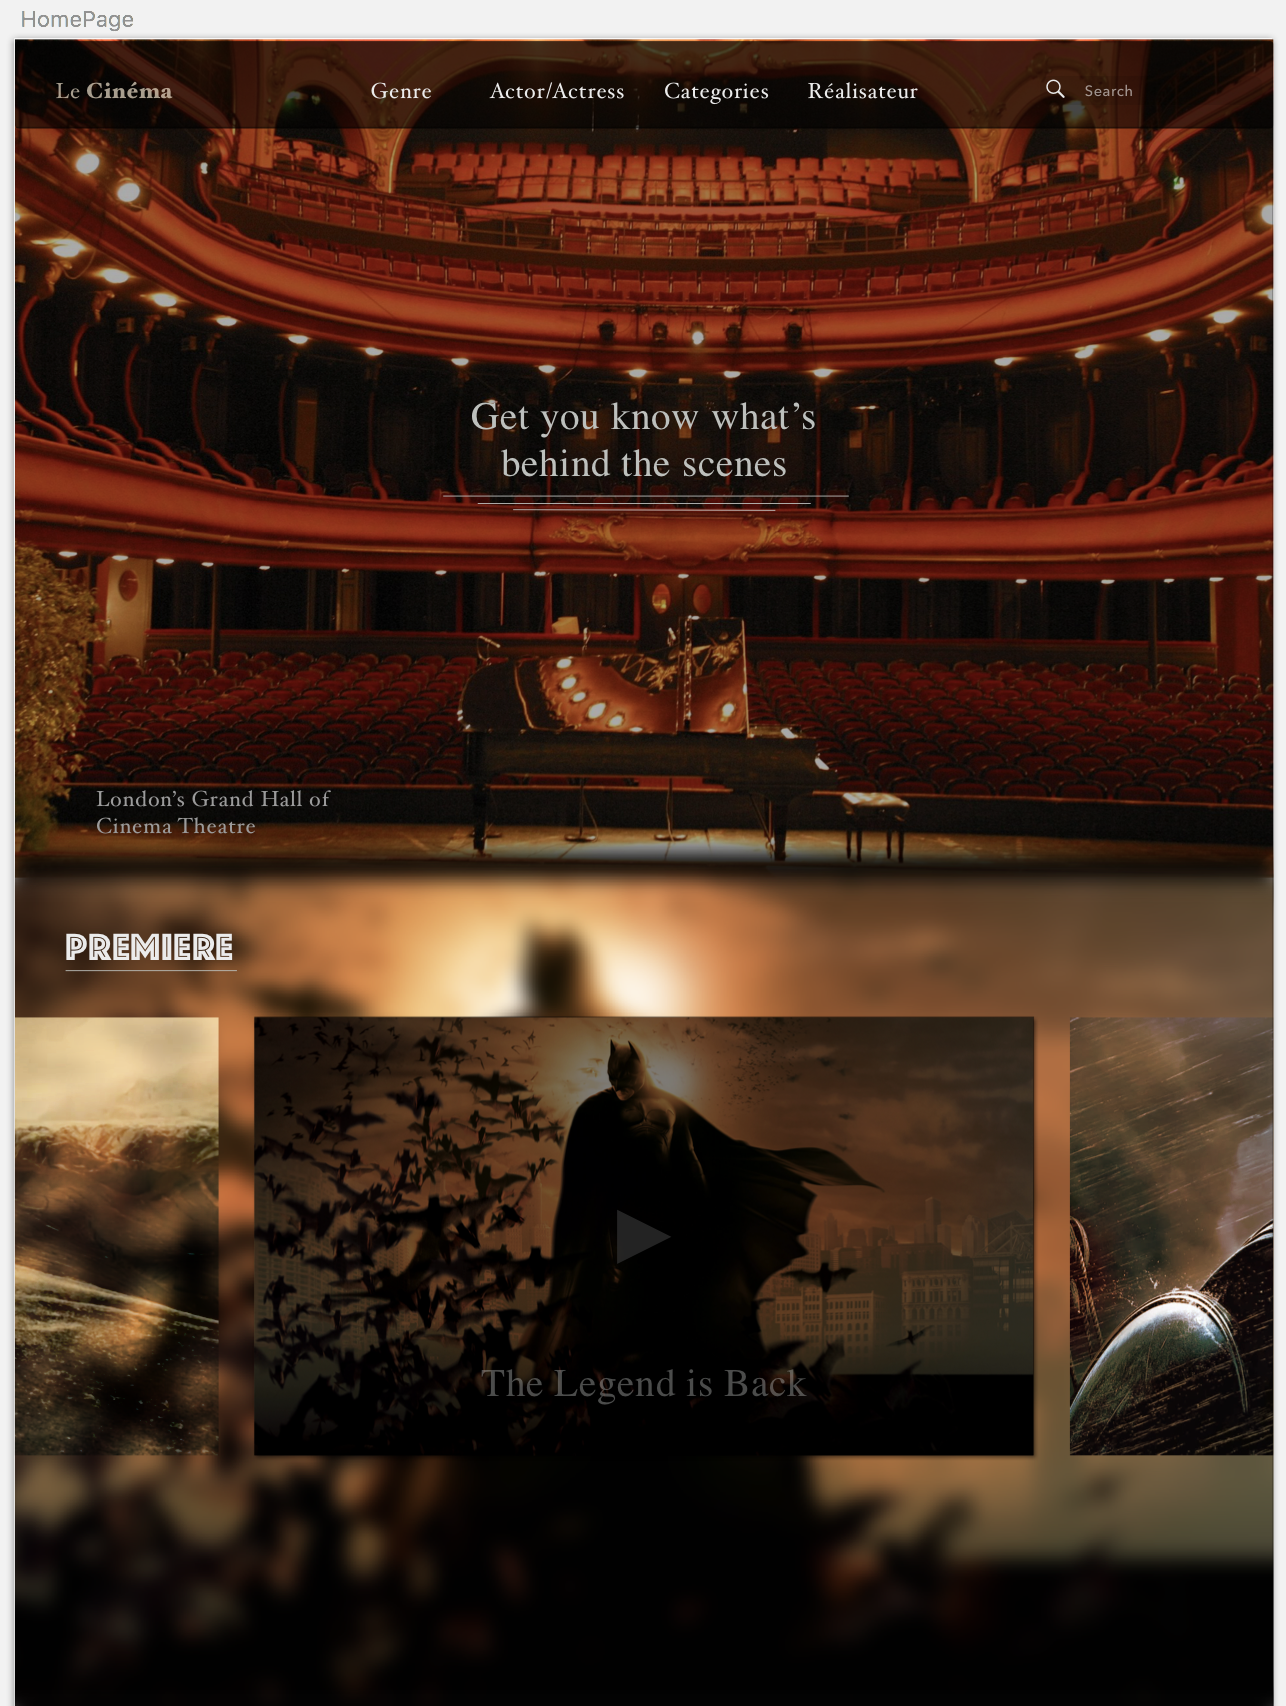 HomePage
Le Cinéma
Genre Actor/Actress Categories Réalisateur Search
Get you know what’s
behind the scenes
London’s Grand Hall of
Cinema Theatre
PREMIERE
The Legend is Back